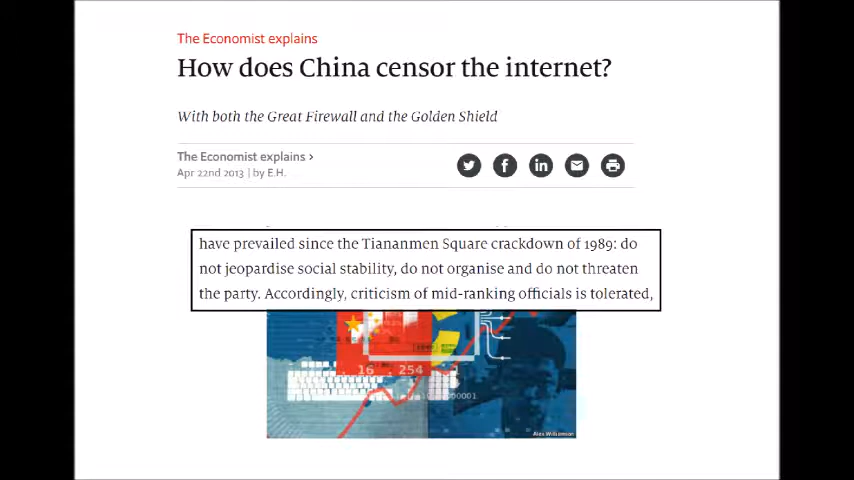 The Economist explains
How does China censor the internet?
With both the Great Firewall and the Golden Shield
The Economist explains >
Apr 22nd 2013 | by E.H.
have prevailed since the Tiananmen Square crackdown of 1989: do
not jeopardise social stability, do not organise and do not threaten
the party. Accordingly, criticism of mid-ranking officials is tolerated,
16 254
Alex Williamson